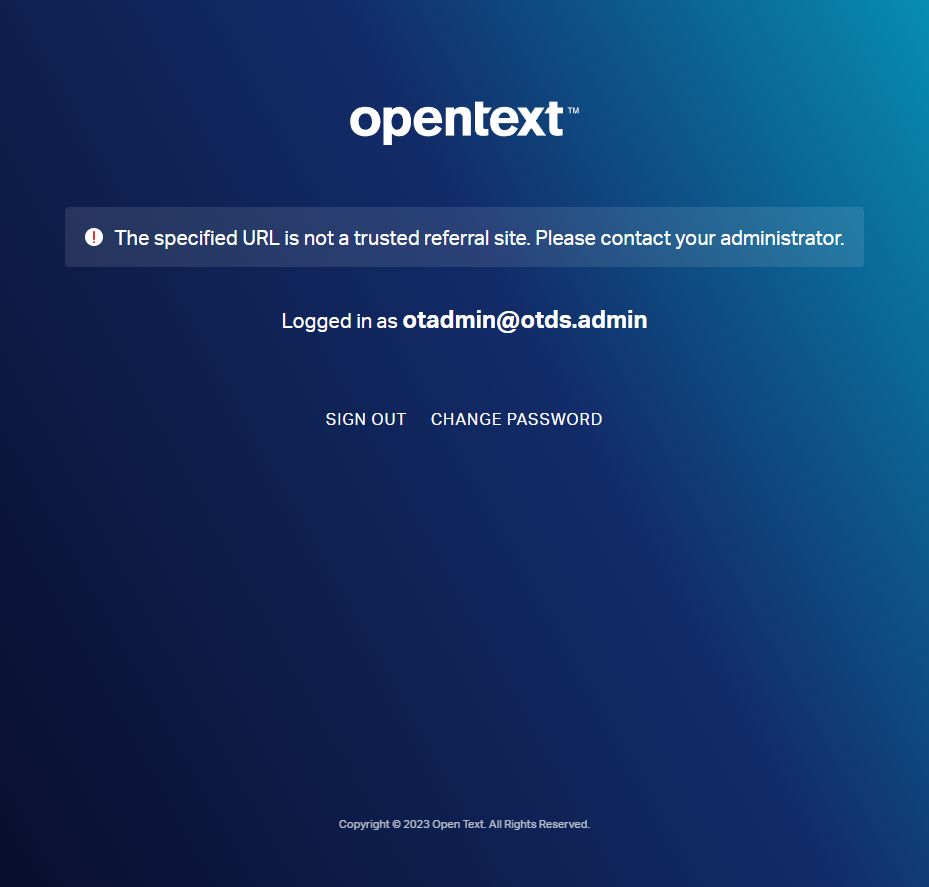 opentext™
The specified URL is not a trusted referral site. Please contact your administrator.
Logged in as otadmin@otds.admin
SIGN OUT CHANGE PASSWORD
Copyright © 2023 Open Text. All Rights Reserved.